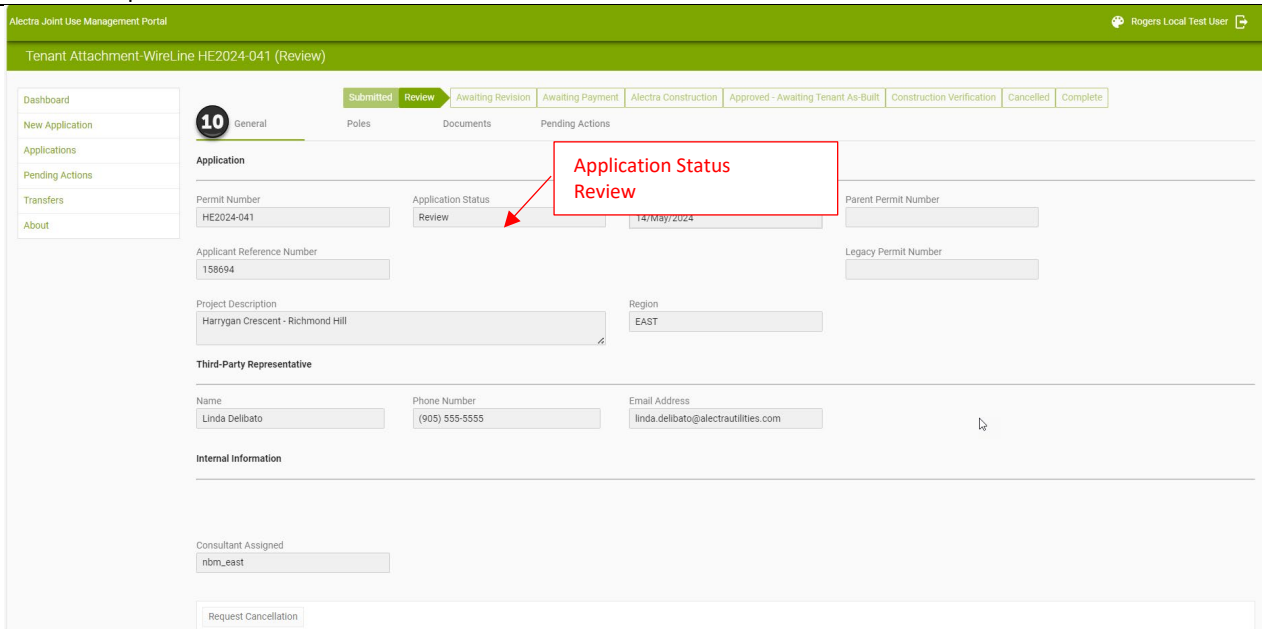 Alectra Joint Use Management Portal
Rogers Local Test User
Tenant Attachment-WireLine HE2024-041 (Review)
Dashboard
New Application
Applications
Pending Actions
Transfers
About
Submitted Review Awaiting Revision Awaiting Payment Alectra Construction Approved - Awaiting Tenant As-Built Construction Verification Cancelled Complete
10 General Poles Documents Pending Actions
Application
Application Status
Review
Permit Number Application Status Parent Permit Number
HE2024-041 Review 14/May/2024
Applicant Reference Number Legacy Permit Number
158694
Project Description Region
Harrygan Crescent - Richmond Hill EAST
Third-Party Representative
Name Phone Number Email Address
Linda Delibato (905) 555-5555 linda.delibato@alectrautilities.com
Internal Information
Consultant Assigned
nbm_east
Request Cancellation